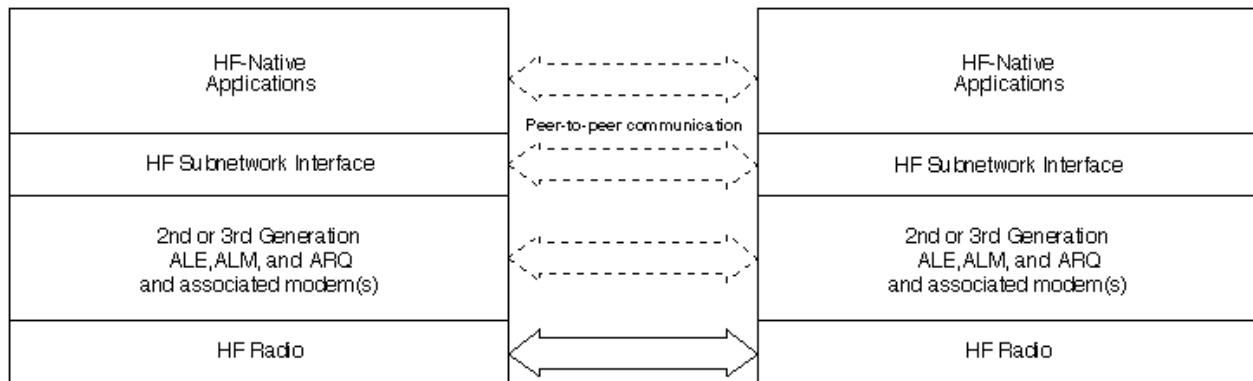 HF-Native
Applications
HF-Native
Applications
Peer-to-peer communication
HF Subnetwork Interface
HF Subnetwork Interface
2nd or 3rd Generation
ALE,ALM, and ARQ
and associated modem(s)
2nd or 3rd Generation
ALE,ALM, and ARQ
and associated modem(s)
HF Radio
HF Radio